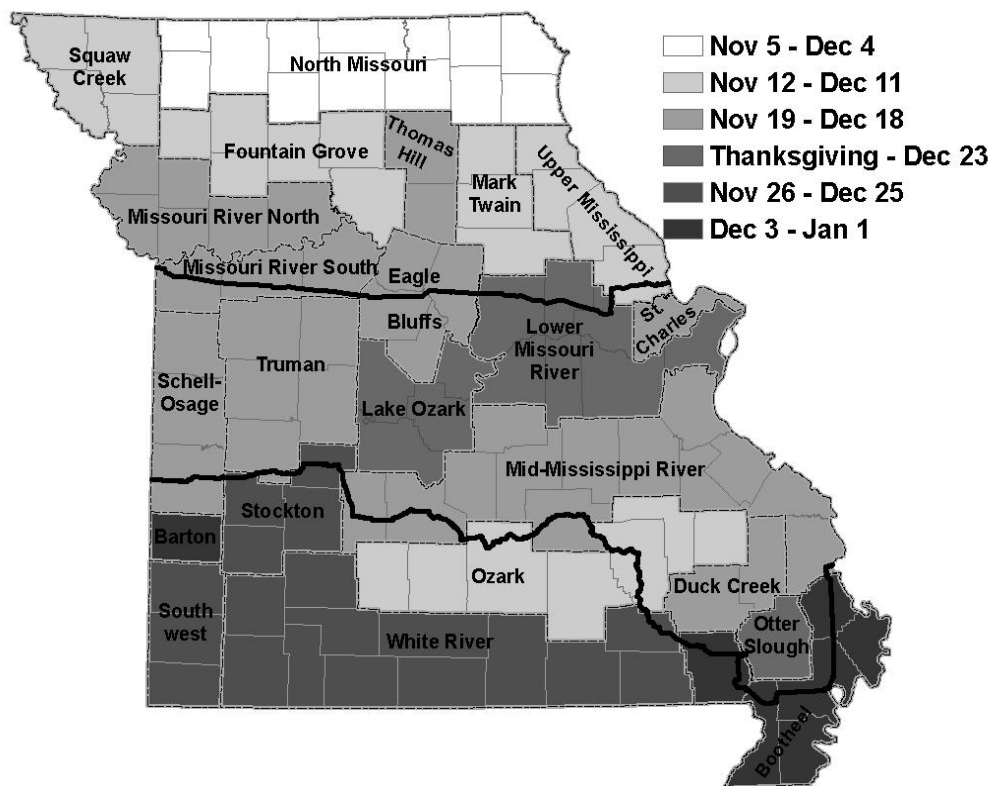 Squaw
Creek
North Missouri
Nov 5 - Dec 4
Nov 12 - Dec 11
Nov 19 - Dec 18
Thanksgiving - Dec 23
Nov 26 - Dec 25
Dec 3 - Jan 1
Fountain Grove
Thomas
Hill
Mark
Twain
Upper Mississippi
Missouri River North
Missouri River South
Eagle
Bluffs
St.
Charles
Lower
Missouri
River
Truman
Schell-
Osage
Lake Ozark
Mid-Mississippi River
Stockton
Barton
Ozark
Duck Creek
South
west
White River
Otter
Slough
Bootheel